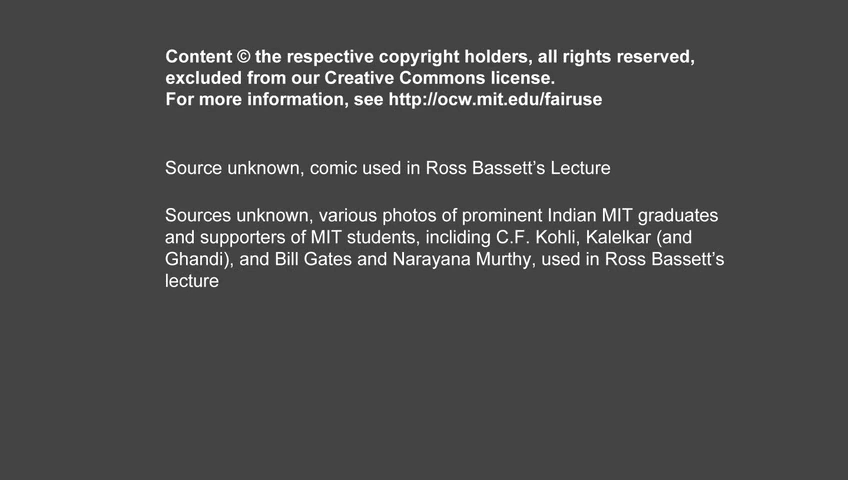 Content © the respective copyright holders, all rights reserved,
excluded from our Creative Commons license.
For more information, see http://ocw.mit.edu/fairuse
Source unknown, comic used in Ross Bassett’s Lecture
Sources unknown, various photos of prominent Indian MIT graduates
and supporters of MIT students, inciliding C.F. Kohli, Kalelkar (and
Ghandi), and Bill Gates and Narayana Murthy, used in Ross Bassett’s
lecture